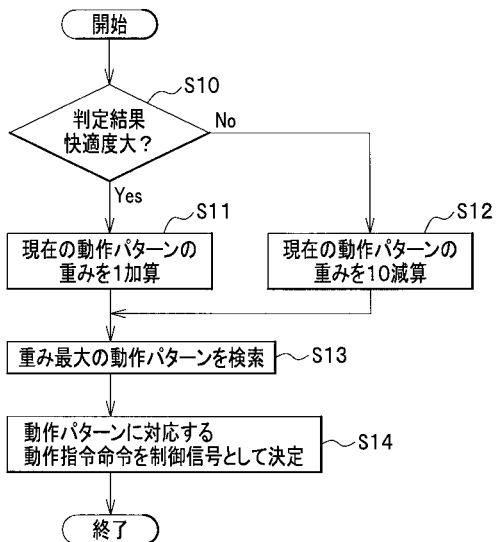 開始
S10
判定結果
快適度大?
No
Yes
S11
現在の動作パターンの
重みを1加算
S12
現在の動作パターンの
重みを10減算
重み最大の動作パターンを検索
S13
動作パターンに対応する
動作指令命令を制御信号として決定
S14
終了